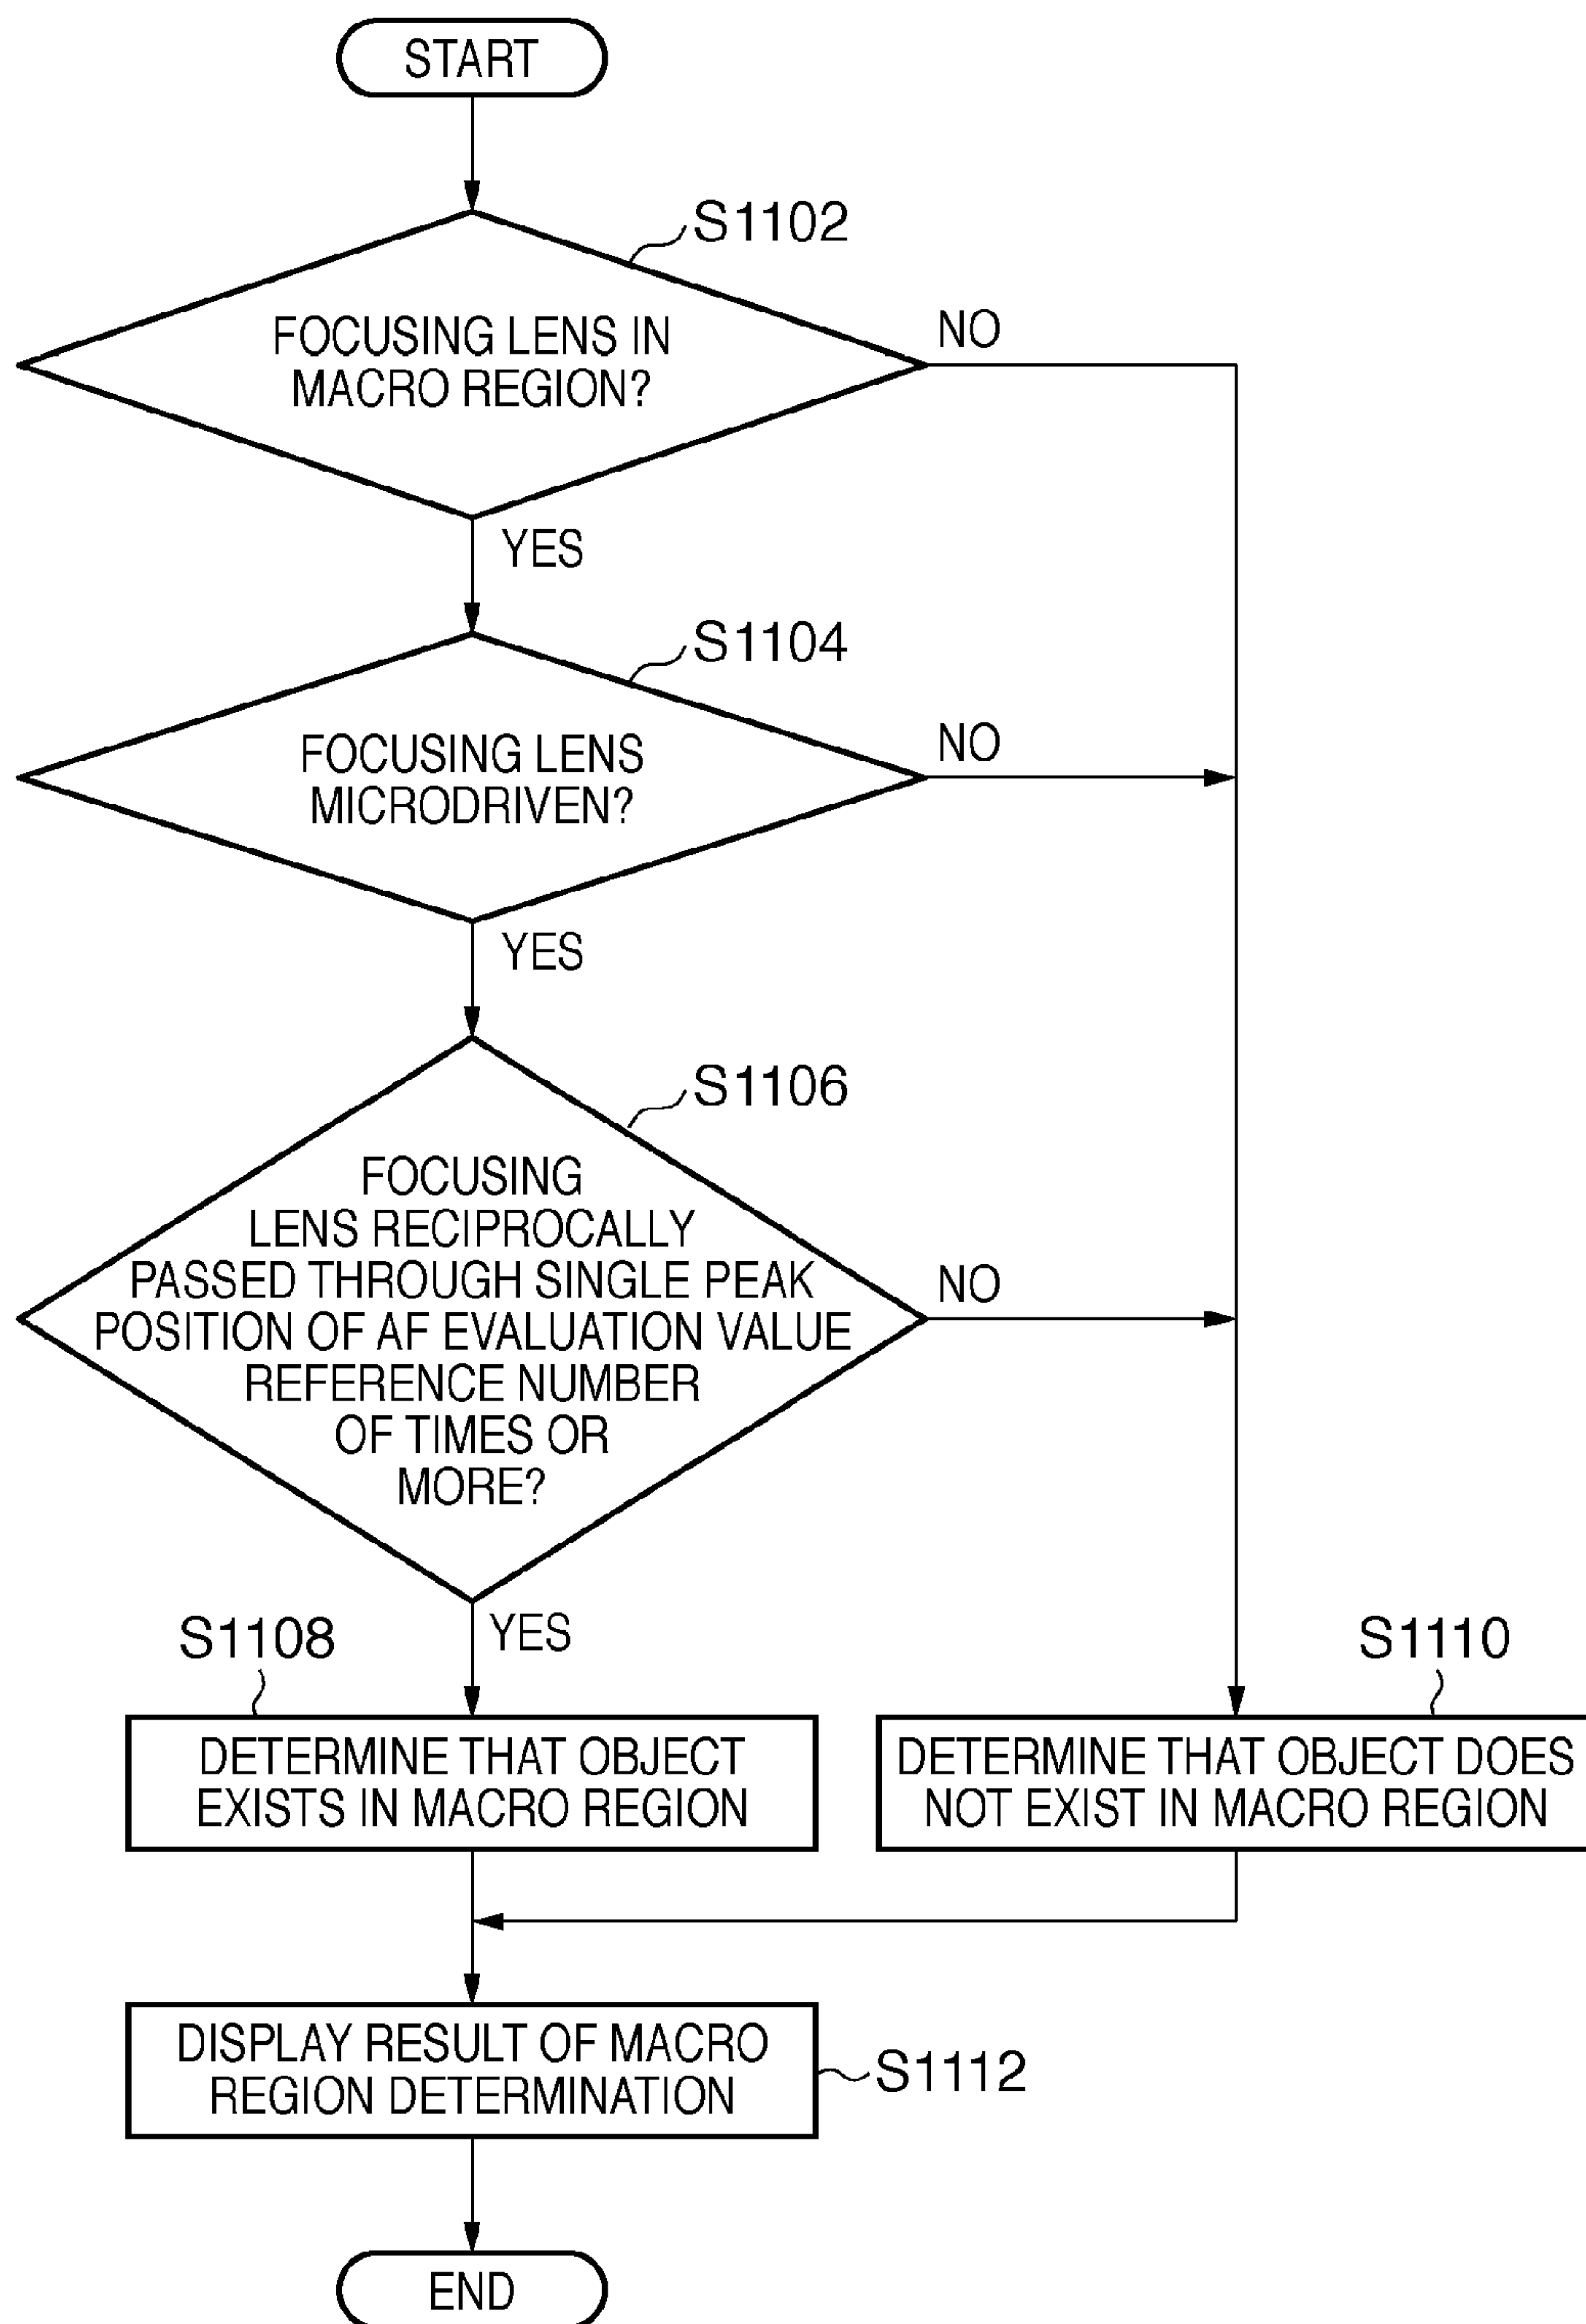 START
S1102
FOCUSING LENS IN
MACRO REGION?
NO
YES
S1104
FOCUSING LENS
MICRODRIVEN?
NO
YES
S1106
FOCUSING
LENS RECIPROCALLY
PASSED THROUGH SINGLE PEAK
POSITION OF AF EVALUATION VALUE
REFERENCE NUMBER
OF TIMES OR
MORE?
NO
YES
S1108
DETERMINE THAT OBJECT
EXISTS IN MACRO REGION
S1110
DETERMINE THAT OBJECT DOES
NOT EXIST IN MACRO REGION
DISPLAY RESULT OF MACRO
REGION DETERMINATION
S1112
END